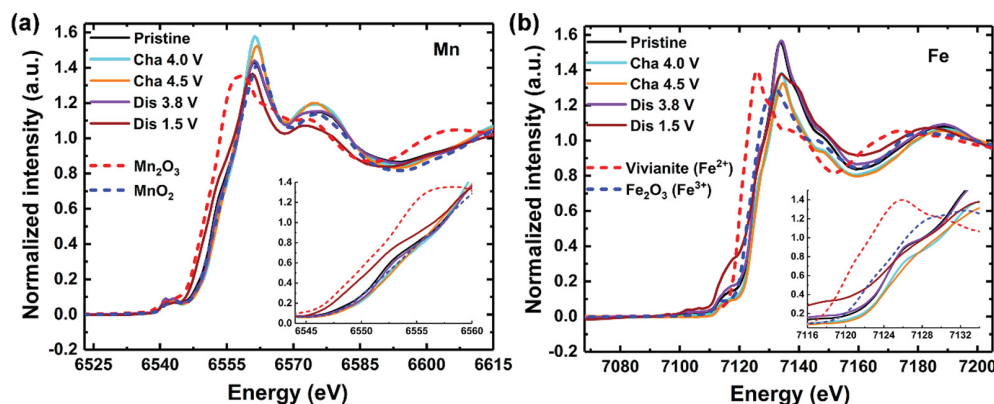 (a)
Normalized intensity (a.u.)
1.6
1.4
1.2
1.0
0.8
0.6
0.4
0.2
0.0
-0.2
Pristine
Cha 4.0 V
Cha 4.5 V
Dis 3.8 V
Dis 1.5 V
Mn₂O₃
MnO₂
Mn
1.4
1.2
1.0
0.8
0.6
0.4
0.2
0.0
6545 6550 6555 6560
6525 6540 6555 6570 6585 6600 6615
Energy (eV)
(b)
Normalized intensity (a.u.)
1.6
1.4
1.2
1.0
0.8
0.6
0.4
0.2
0.0
-0.2
Pristine
Cha 4.0 V
Cha 4.5 V
Dis 3.8 V
Dis 1.5 V
Vivianite (Fe²⁺)
Fe₂O₃ (Fe³⁺)
Fe
1.4
1.2
1.0
0.8
0.6
0.4
0.2
7116 7120 7124 7128 7132
7080 7120 7160 7200
Energy (eV)